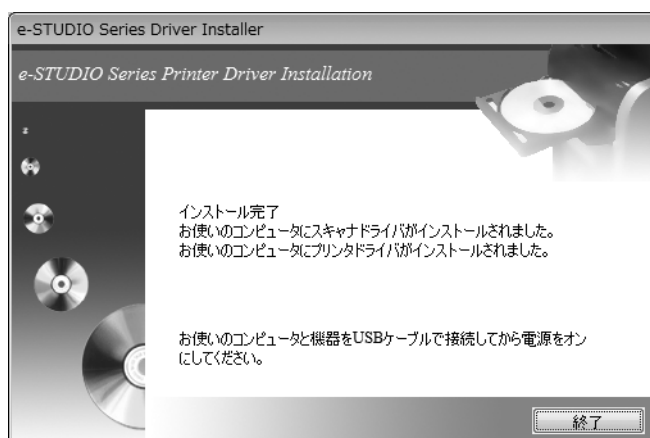 e-STUDIO Series Driver Installer
e-STUDIO Series Printer Driver Installation
インストール完了
お使いのコンピュータにスキャナドライバがインストールされました。
お使いのコンピュータにプリンタドライバがインストールされました。
お使いのコンピュータと機器をUSBケーブルで接続してから電源をオン
にしてください。
終了